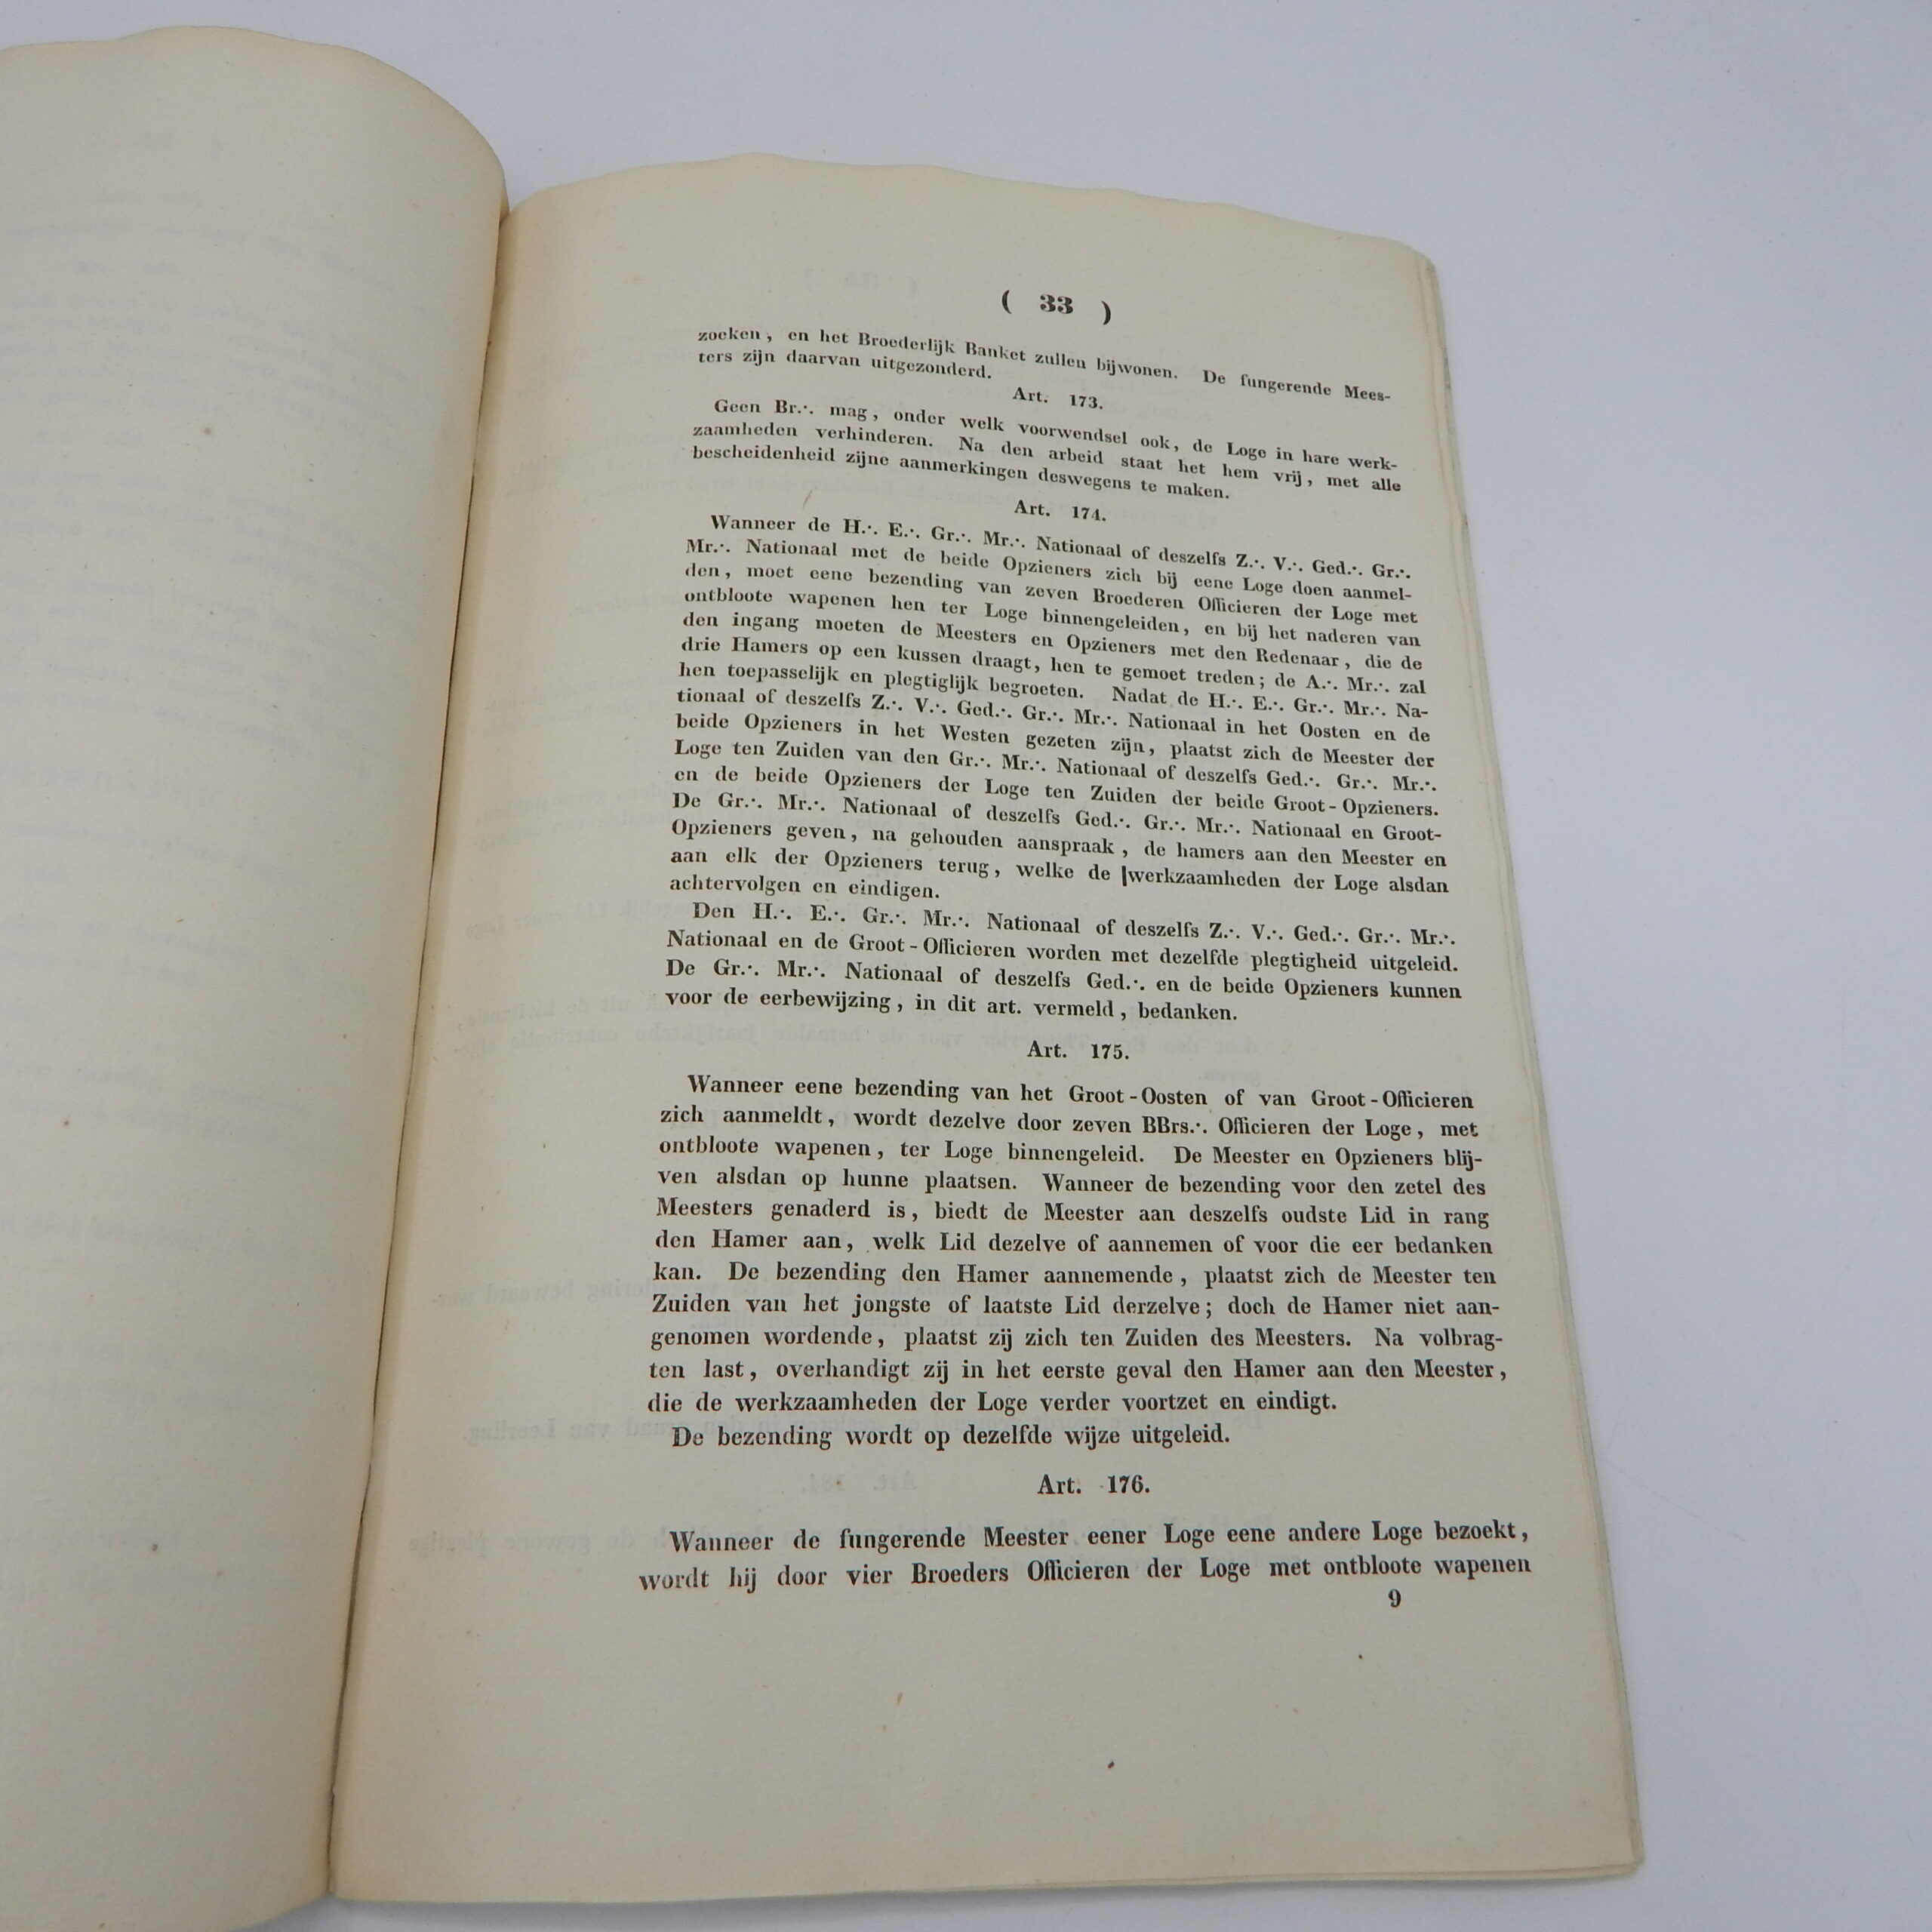 ( 33 )
zoeken, en het Broederlijk Banket zullen bijwonen. De fungerende Mees-
ters zijn daarvan uitgezonderd.
Art. 173.
Geen Br.·. mag, onder welk voorwendsel ook, de Loge in hare werk-
zaamheden verhinderen. Na den arbeid staat het hem vrij, met alle
bescheidenheid zijne aanmerkingen deswegens te maken.
Art. 174.
Wanneer de H.·. E.·. Gr.·. Mr.·. Nationaal of deszelfs Z.·. V.·. Ged.·. Gr.·.
Mr.·. Nationaal met de beide Opzieners zich bij eene Loge doen aanmel-
den, moet eene bezending van zeven Broederen Officieren der Loge met
ontbloote wapenen hen ter Loge binnengeleiden, en bij het naderen van
den ingang moeten de Meesters en Opzieners met den Redenaar, die de
drie Hamers op een kussen draagt, hen te gemoet treden; de A.·. Mr.·. zal
hen toepasselijk en plegtiglijk begroeten. Nadat de H.·. E.·. Gr.·. Mr.·. Na-
tionaal of deszelfs Z.·. V.·. Ged.·. Gr.·. Mr.·. Nationaal in het Oosten en de
beide Opzieners in het Westen gezeten zijn, plaatst zich de Meester der
Loge ten Zuiden van den Gr.·. Mr.·. Nationaal of deszelfs Ged.·. Gr.·. Mr.·.
en de beide Opzieners der Loge ten Zuiden der beide Groot-Opzieners.
De Gr.·. Mr.·. Nationaal of deszelfs Ged.·. Gr.·. Mr.·. Nationaal en Groot-
Opzieners geven, na gehouden aanspraak, de hamers aan den Meester en
aan elk der Opzieners terug, welke de werkzaamheden der Loge alsdan
achtervolgen en eindigen.
Den H.·. E.·. Gr.·. Mr.·. Nationaal of deszelfs Z.·. V.·. Ged.·. Gr.·. Mr.·.
Nationaal en de Groot-Officieren worden met dezelfde plegtigheid uitgeleid.
De Gr.·. Mr.·. Nationaal of deszelfs Ged.·. en de beide Opzieners kunnen
voor de eerbewijzing, in dit art. vermeld, bedanken.
Art. 175.
Wanneer eene bezending van het Groot-Oosten of van Groot-Officieren
zich aanmeldt, wordt dezelve door zeven BBrs.·. Officieren der Loge, met
ontbloote wapenen, ter Loge binnengeleid. De Meester en Opzieners blij-
ven alsdan op hunne plaatsen. Wanneer de bezending voor den zetel des
Meesters genaderd is, biedt de Meester aan deszelfs oudste Lid in rang
den Hamer aan, welk Lid dezelve of aannemen of voor die eer bedanken
kan. De bezending den Hamer aannemende, plaatst zich de Meester ten
Zuiden van het jongste of laatste Lid derzelve; doch de Hamer niet aan-
genomen wordende, plaatst zij zich ten Zuiden des Meesters. Na volbrag-
ten last, overhandigt zij in het eerste geval den Hamer aan den Meester,
die de werkzaamheden der Loge verder voortzet en eindigt.
De bezending wordt op dezelfde wijze uitgeleid.
Art. 176.
Wanneer de fungerende Meester eener Loge eene andere Loge bezoekt,
wordt hij door vier Broeders Officieren der Loge met ontbloote wapenen
9